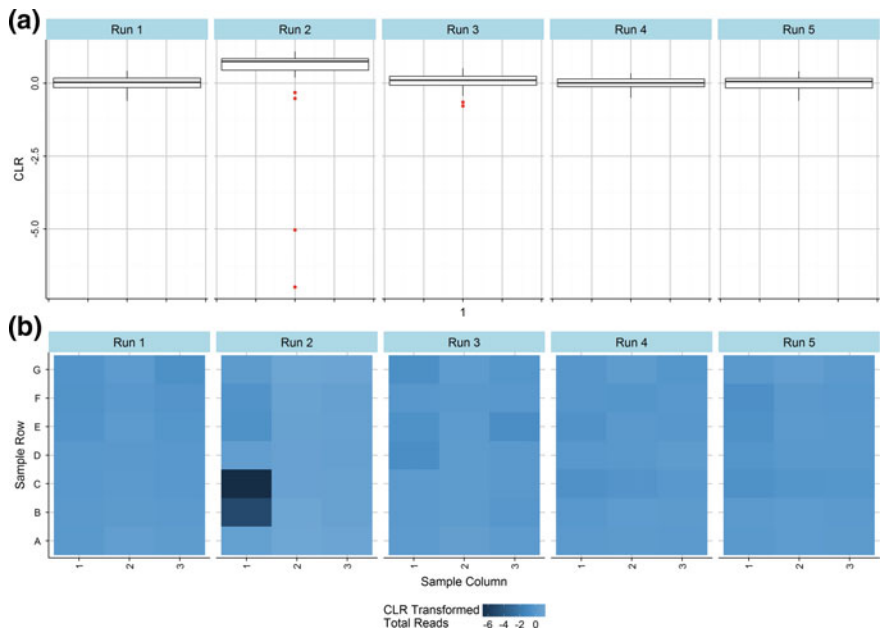 (a)
Run 1 Run 2 Run 3 Run 4 Run 5
CLR
0.0
-2.5
-5.0
1
(b)
Run 1 Run 2 Run 3 Run 4 Run 5
Sample Row
G
F
E
D
C
B
A
1 2 3 1 2 3 1 2 3 1 2 3 1 2 3
Sample Column
CLR Transformed
Total Reads
-6 -4 -2 0